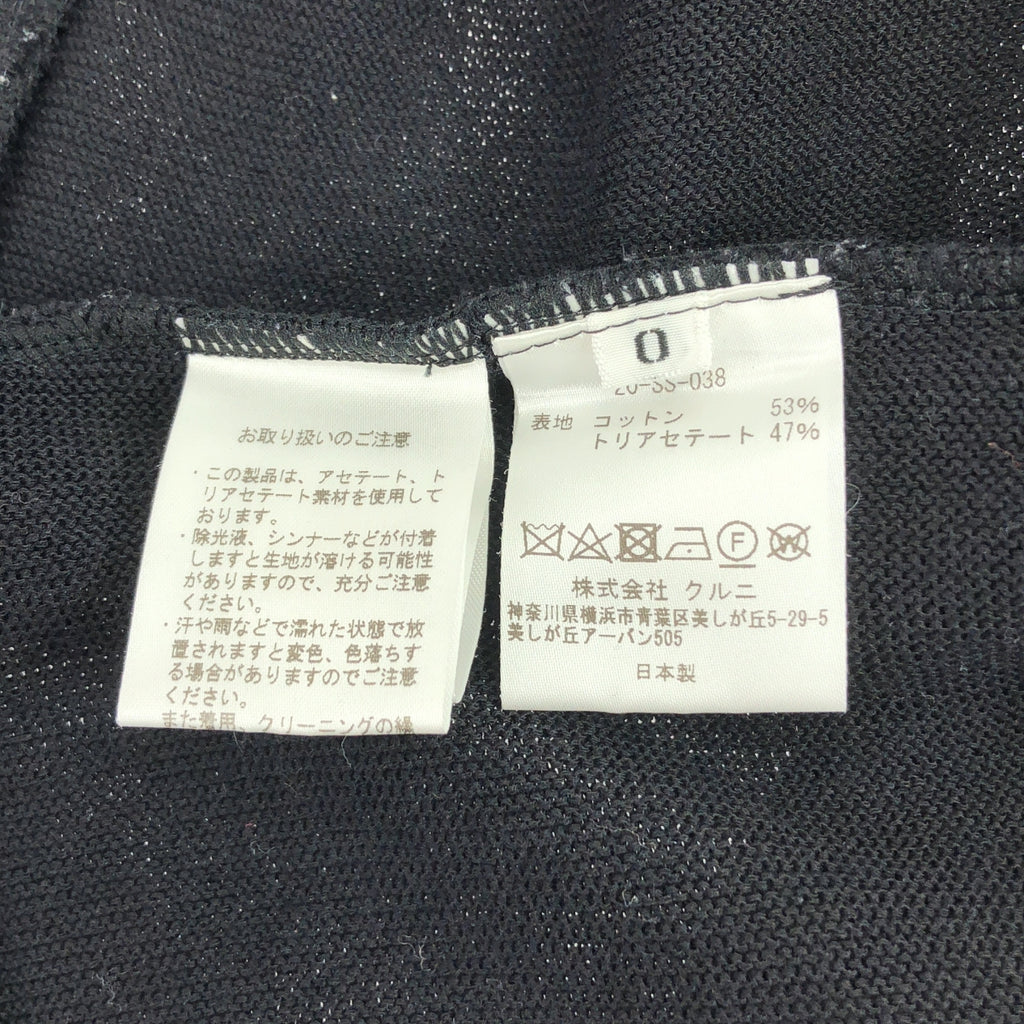 お取り扱いのご注意
・この製品は、アセテート、ト
リアセテート素材を使用して
おります。
・除光液、シンナーなどが付着
しますと生地が溶ける可能性
がありますので、充分ご注意
ください。
・汗や雨などで濡れた状態で放
置されますと変色、色落ちす
る場合がありますのでご注意
ください。
また着用、クリーニングの繰
0
20-SS-038
表地 コットン 53%
トリアセテート 47%
F W
株式会社 クルニ
神奈川県横浜市青葉区美しが丘5-29-5
美しが丘アーバン505
日本製